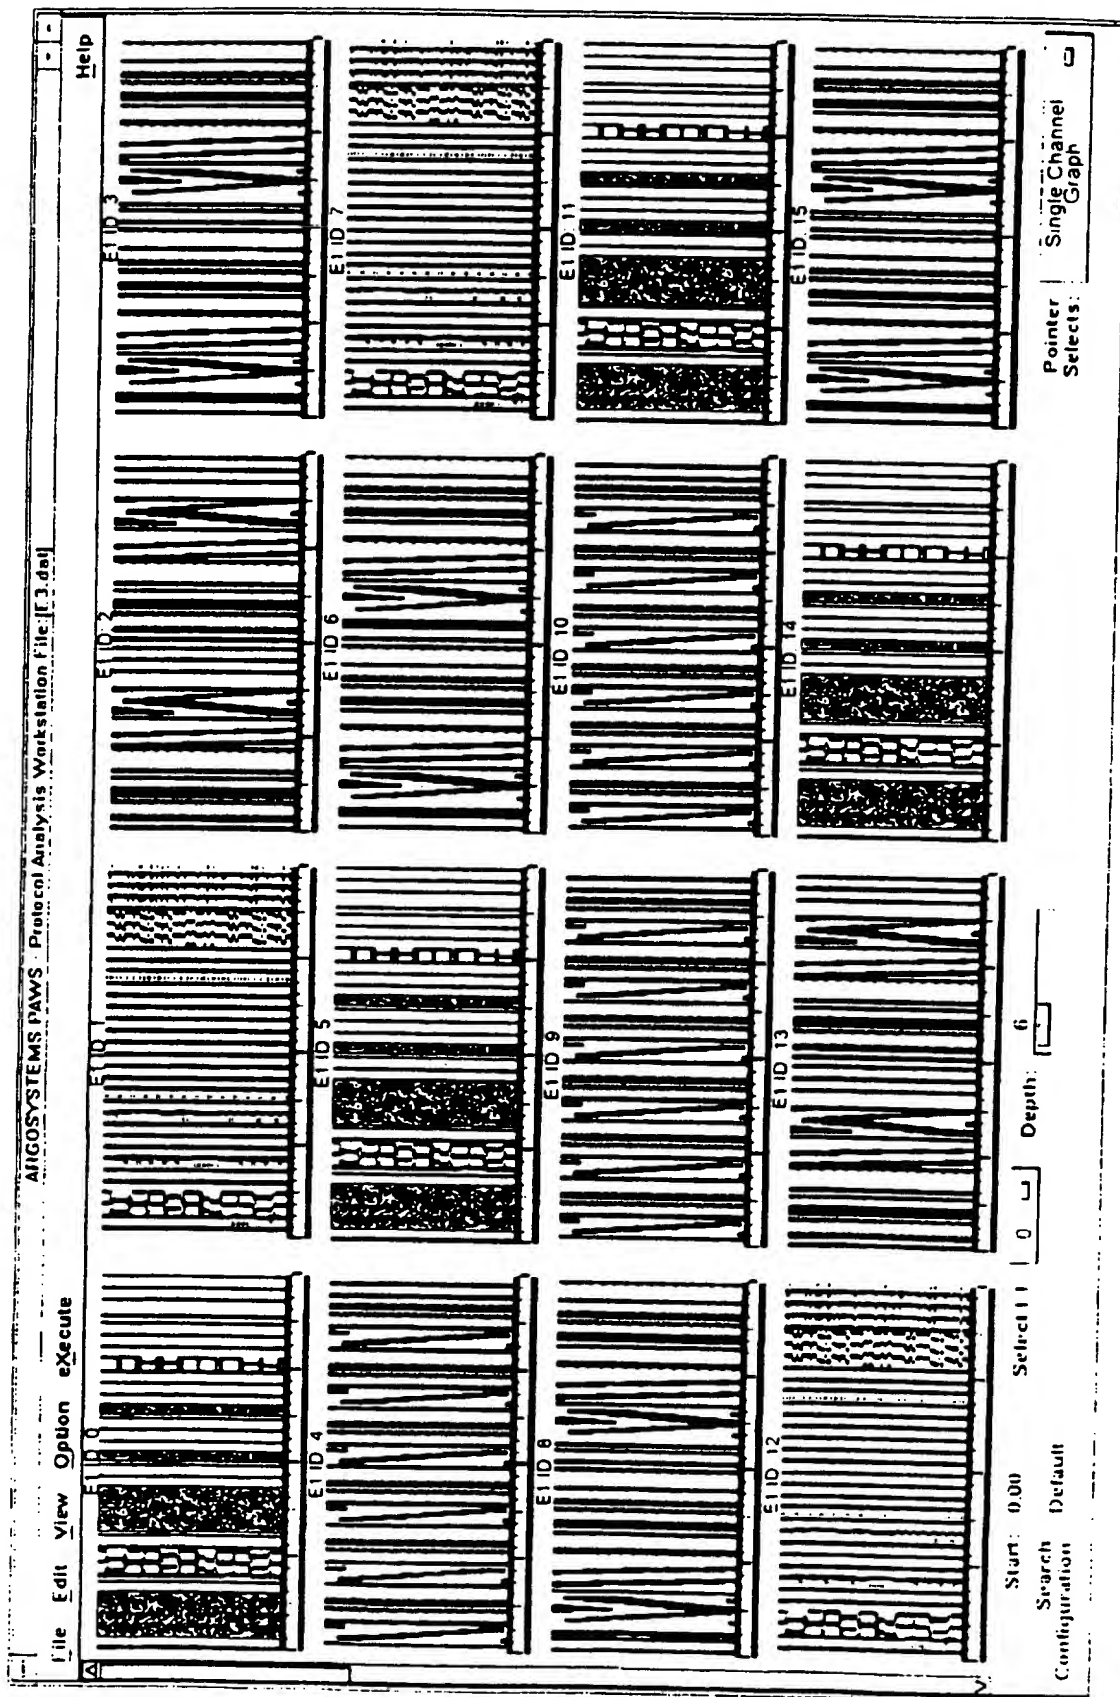 ARGOSYSTEMS PAWS - Protocol Analysis Workstation File: [E3.dat]
File Edit View Option eXecute Help
E1 ID 0 E1 ID 1 E1 ID 2 E1 ID 3
E1 ID 4 E1 ID 5 E1 ID 6 E1 ID 7
E1 ID 8 E1 ID 9 E1 ID 10 E1 ID 11
E1 ID 12 E1 ID 13 E1 ID 14 E1 ID 15
Start: 0.00 Select 0 Depth: 6 Pointer Selects: Single Channel Graph
Search Configuration Default